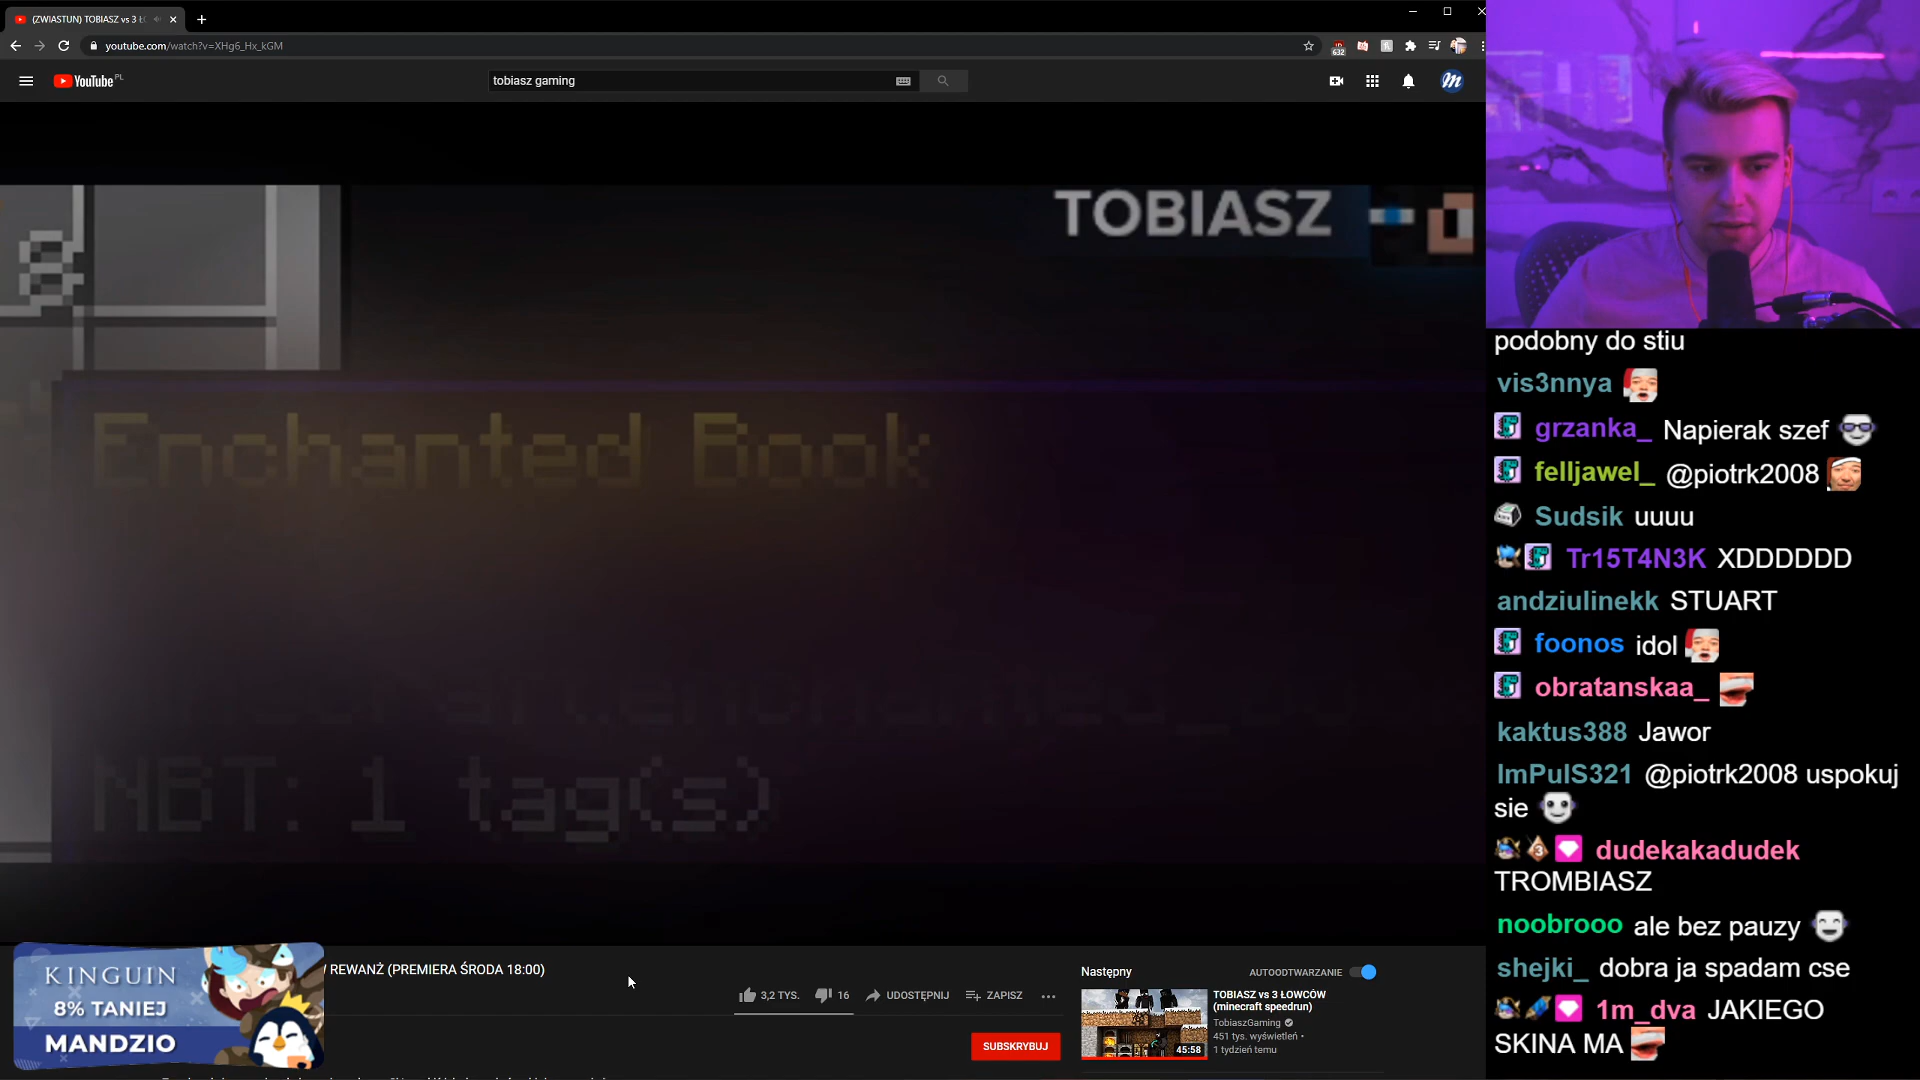 (ZWIASTUN) TOBIASZ vs 3
youtube.com/watch?v=XHg6_Hx_kGM
632
YouTube PL
tobiasz gaming
TOBIASZ
Enchanted Book
NBT: 1 tag(s)
REWANŻ (PREMIERA ŚRODA 18:00)
3,2 TYS.
16
UDOSTĘPNIJ
ZAPISZ
SUBSKRYBUJ
KINGUIN
8% TANIEJ
MANDZIO
Następny
AUTOODTWARZANIE
45:58
TOBIASZ vs 3 ŁOWCÓW
(minecraft speedrun)
TobiaszGaming
451 tys. wyświetleń •
1 tydzień temu
podobny do stiu
vis3nnya
grzanka_ Napierak szef
felljawel_ @piotrk2008
Sudsik uuuu
Tr15T4N3K XDDDDDD
andziulinekk STUART
foonos idol
obratanskaa_
kaktus388 Jawor
ImPulS321 @piotrk2008 uspokuj
sie
dudekakadudek
TROMBIASZ
noobrooo ale bez pauzy
shejki_ dobra ja spadam cse
1m_dva JAKIEGO
SKINA MA